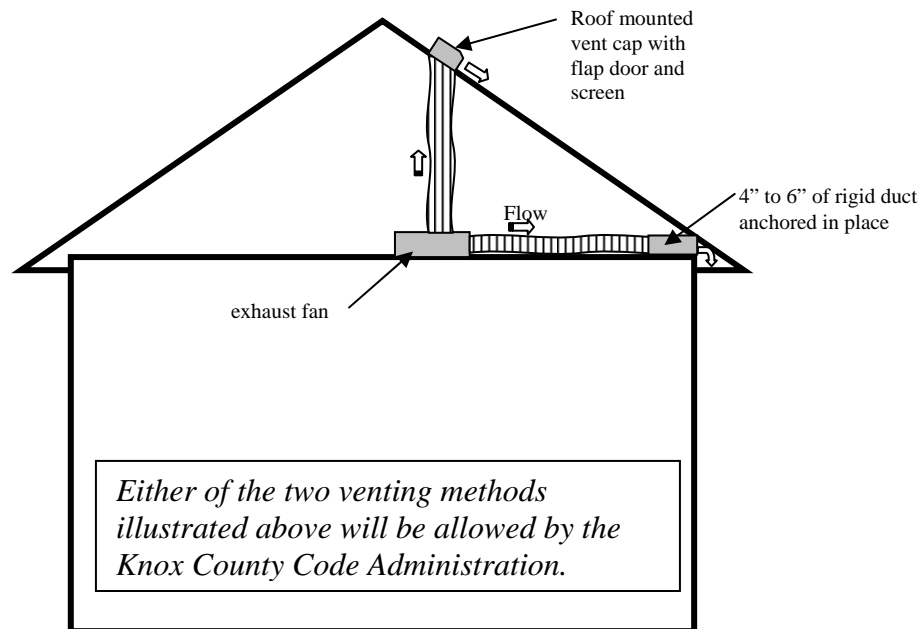 Roof mounted
vent cap with
flap door and
screen
4” to 6” of rigid duct
anchored in place
Flow
exhaust fan
Either of the two venting methods
illustrated above will be allowed by the
Knox County Code Administration.